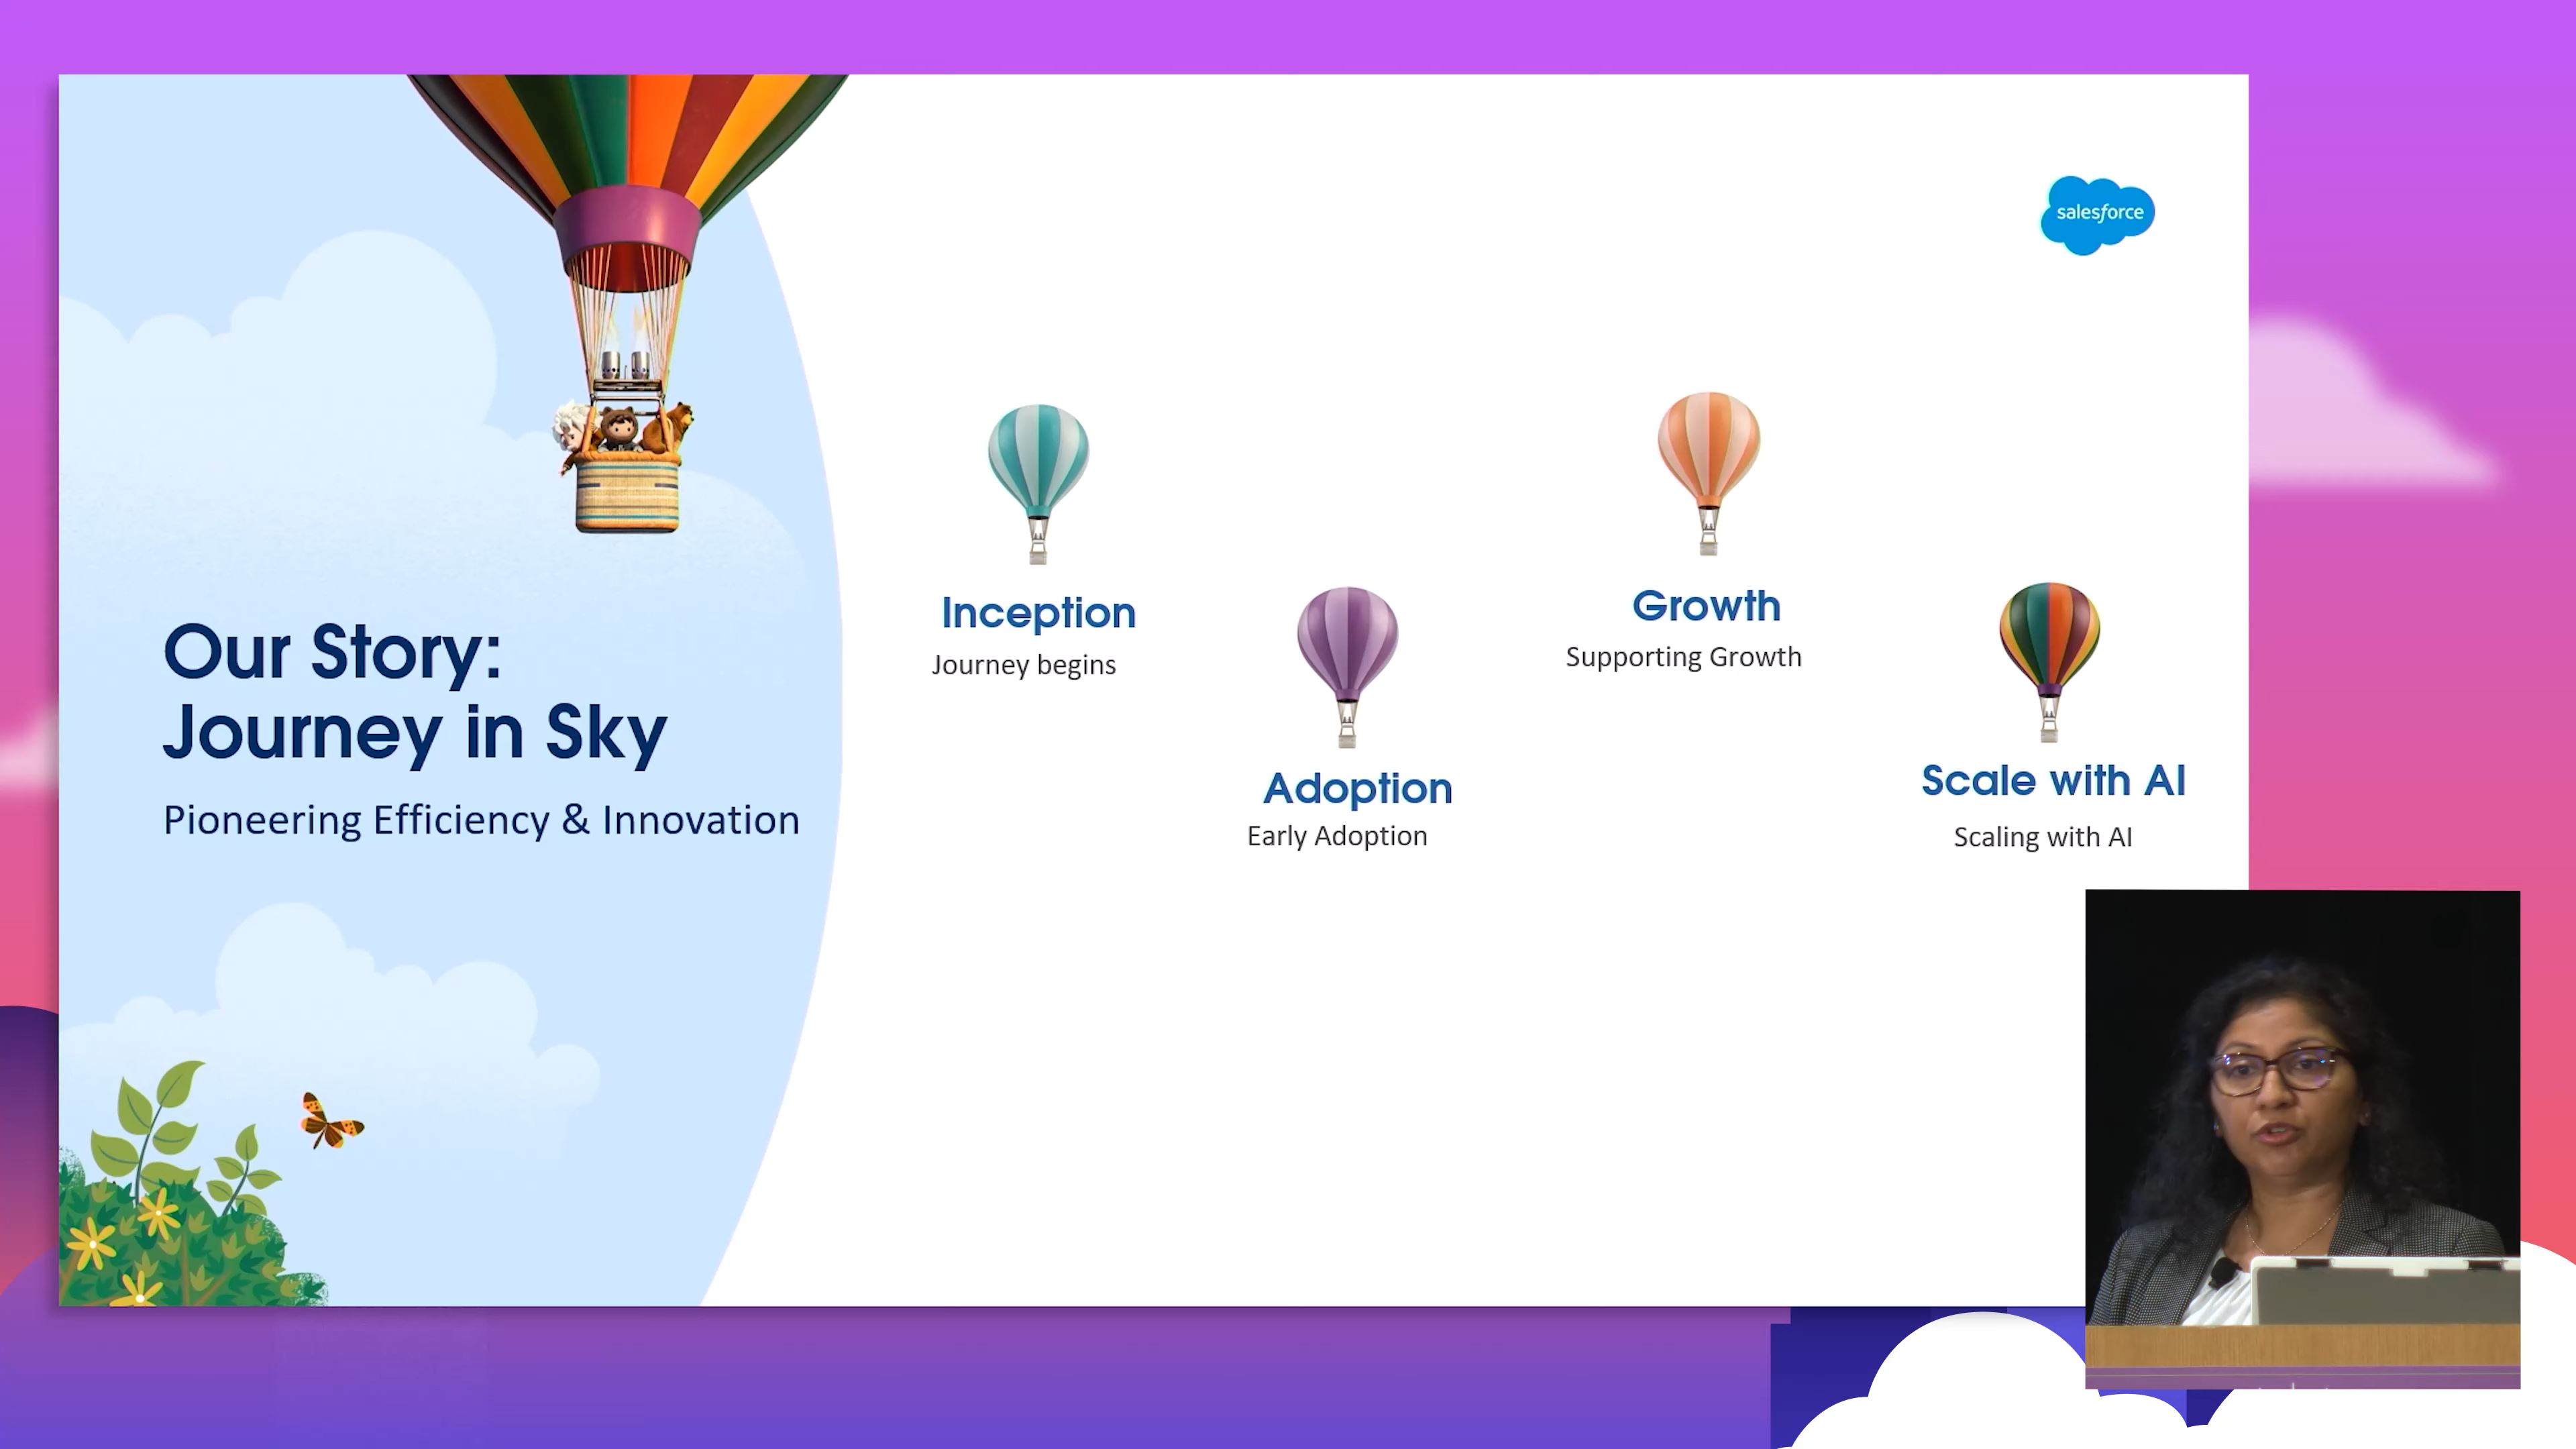 salesforce
Our Story:
Journey in Sky
Pioneering Efficiency & Innovation
Inception
Journey begins
Adoption
Early Adoption
Growth
Supporting Growth
Scale with AI
Scaling with AI